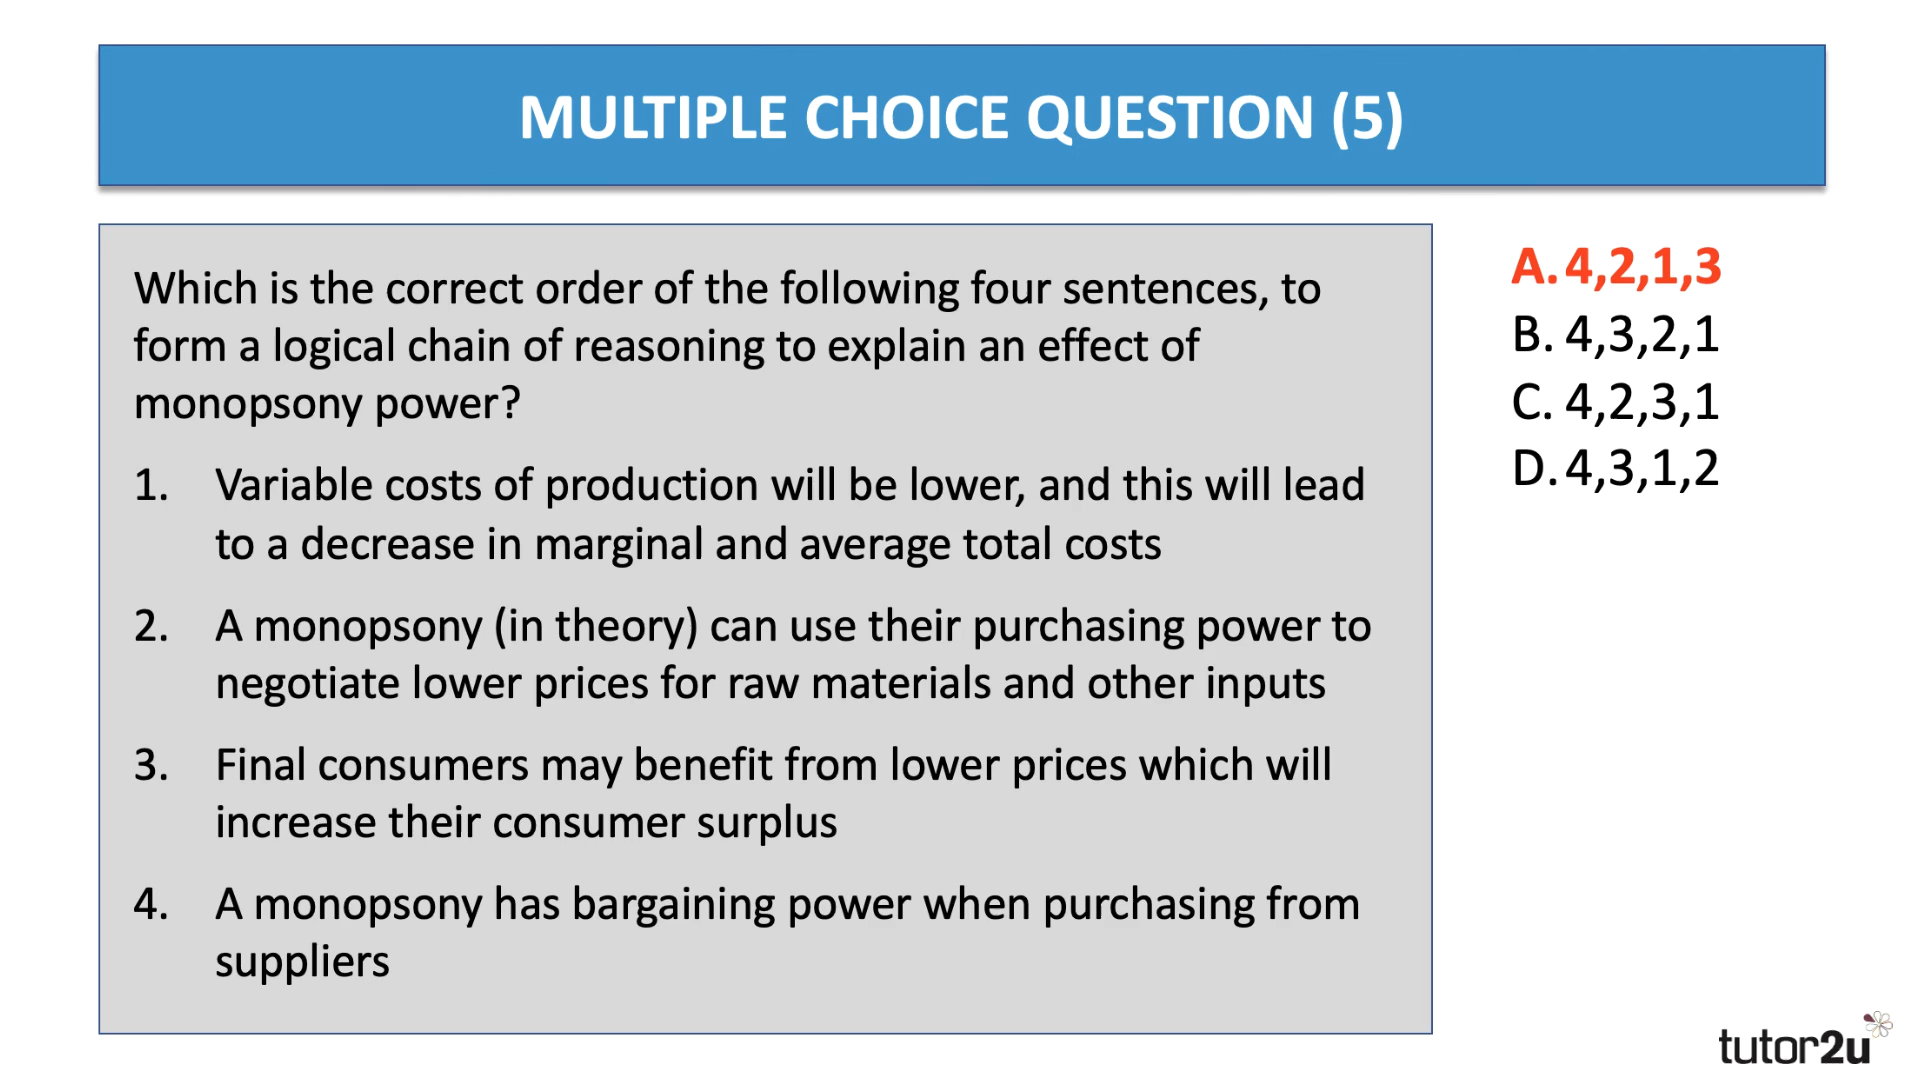 MULTIPLE CHOICE QUESTION (5)
Which is the correct order of the following four sentences, to
form a logical chain of reasoning to explain an effect of
monopsony power?
1. Variable costs of production will be lower, and this will lead
to a decrease in marginal and average total costs
2. A monopsony (in theory) can use their purchasing power to
negotiate lower prices for raw materials and other inputs
3. Final consumers may benefit from lower prices which will
increase their consumer surplus
4. A monopsony has bargaining power when purchasing from
suppliers
A. 4,2,1,3
B. 4,3,2,1
C. 4,2,3,1
D. 4,3,1,2
tutor2u